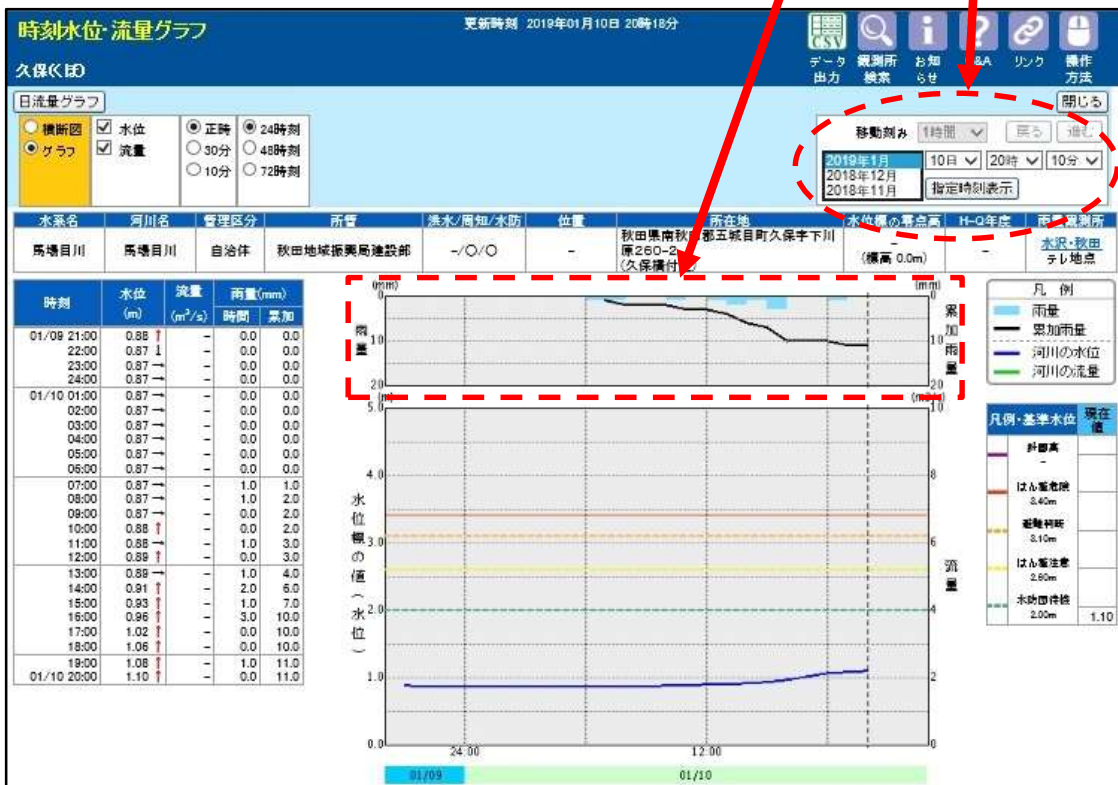 時刻水位・流量グラフ
更新時刻 2019年01月10日 20時18分
久保(くぼ)
CSV
データ出力
観測所検索
お知らせ
Q&A
リンク
操作方法
日流量グラフ
閉じる
横断図
グラフ
水位
流量
正時
30分
10分
24時刻
48時刻
72時刻
移動刻み 1時間 戻る 進む
2019年1月 10日 20時 10分
2018年12月
2018年11月 指定時刻表示
水系名 河川名 管理区分 所管 洪水/周知/水防 位置 所在地 水位標の零点高 H-Q年度 雨量観測所
馬場目川 馬場目川 自治体 秋田地域振興局建設部 -/○/○ - 秋田県南秋田郡五城目町久保字下川原260-2 - (標高 0.0m) - 水沢・秋田
テレ地点
時刻 水位(m) 流量(m³/s) 雨量(mm) 時間 累加
01/09 21:00 0.88 ↑ - 0.0 0.0
22:00 0.87 ↓ - 0.0 0.0
23:00 0.87 → - 0.0 0.0
24:00 0.87 → - 0.0 0.0
01/10 01:00 0.87 → - 0.0 0.0
02:00 0.87 → - 0.0 0.0
03:00 0.87 → - 0.0 0.0
04:00 0.87 → - 0.0 0.0
05:00 0.87 → - 0.0 0.0
06:00 0.87 → - 0.0 0.0
07:00 0.87 → - 1.0 1.0
08:00 0.87 → - 1.0 2.0
09:00 0.87 → - 0.0 2.0
10:00 0.88 ↑ - 0.0 2.0
11:00 0.88 → - 1.0 3.0
12:00 0.89 ↑ - 0.0 3.0
13:00 0.89 → - 1.0 4.0
14:00 0.91 ↑ - 2.0 6.0
15:00 0.93 ↑ - 1.0 7.0
16:00 0.96 ↑ - 3.0 10.0
17:00 1.02 ↑ - 0.0 10.0
18:00 1.06 ↑ - 0.0 10.0
19:00 1.08 ↑ - 1.0 11.0
01/10 20:00 1.10 ↑ - 0.0 11.0
(mm) (mm)
0 0
雨量 累加雨量
10 10
20 20
(m)
5.0 10
4.0 8
3.0 6
2.0 4
1.0 2
0.0 0
水位標の値(水位)
流量
24:00 12:00
01/09 01/10
凡 例
雨量
累加雨量
河川の水位
河川の流量
凡例・基準水位 現在値
計画高
-
はん濫危険
3.40m
避難判断
3.10m
はん濫注意
2.60m
水防団待機
2.00m 1.10